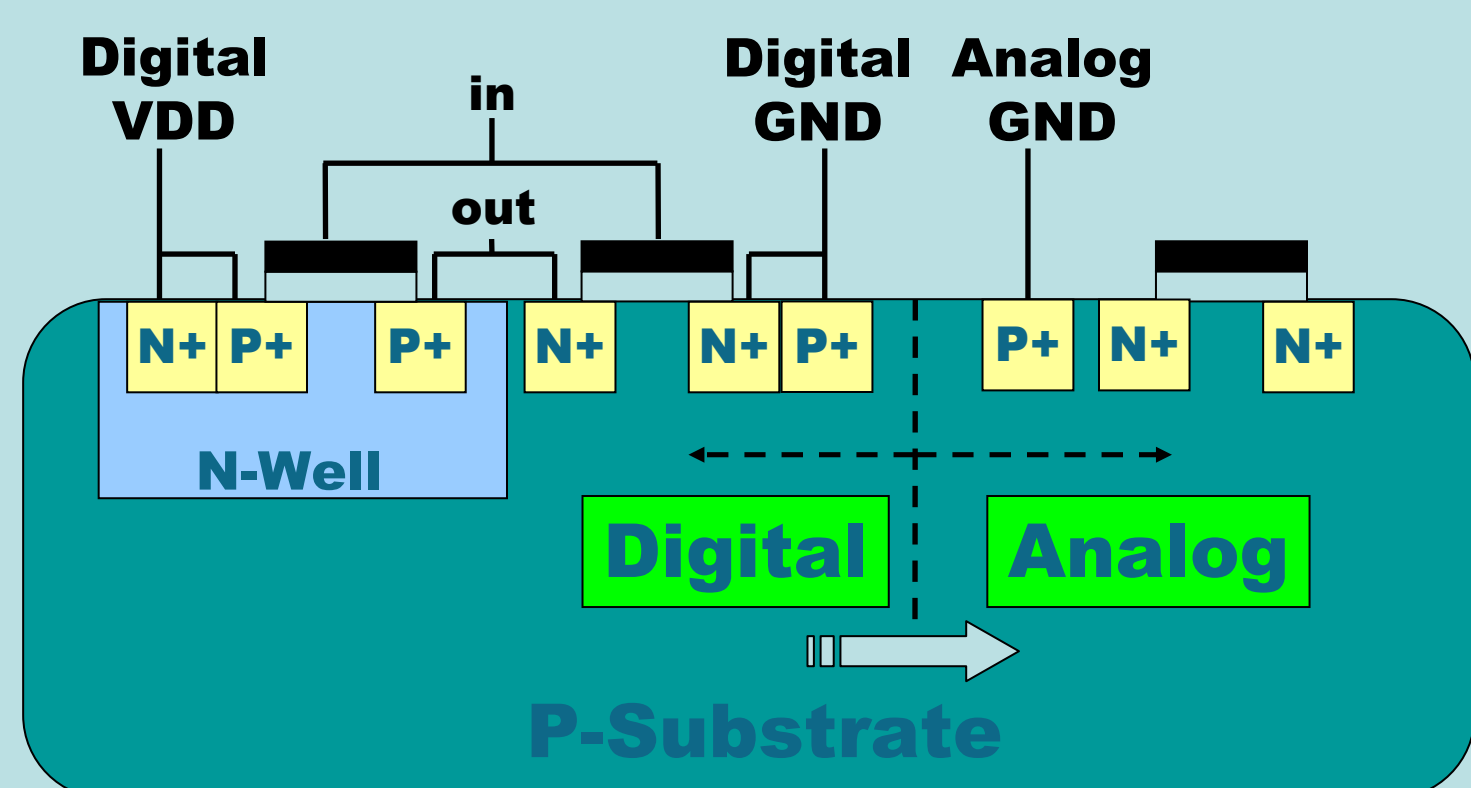 Digital
VDD
in
out
Digital
GND
Analog
GND
N+ P+ P+ N+ N+ P+ P+ N+ N+
N-Well
Digital
Analog
P-Substrate